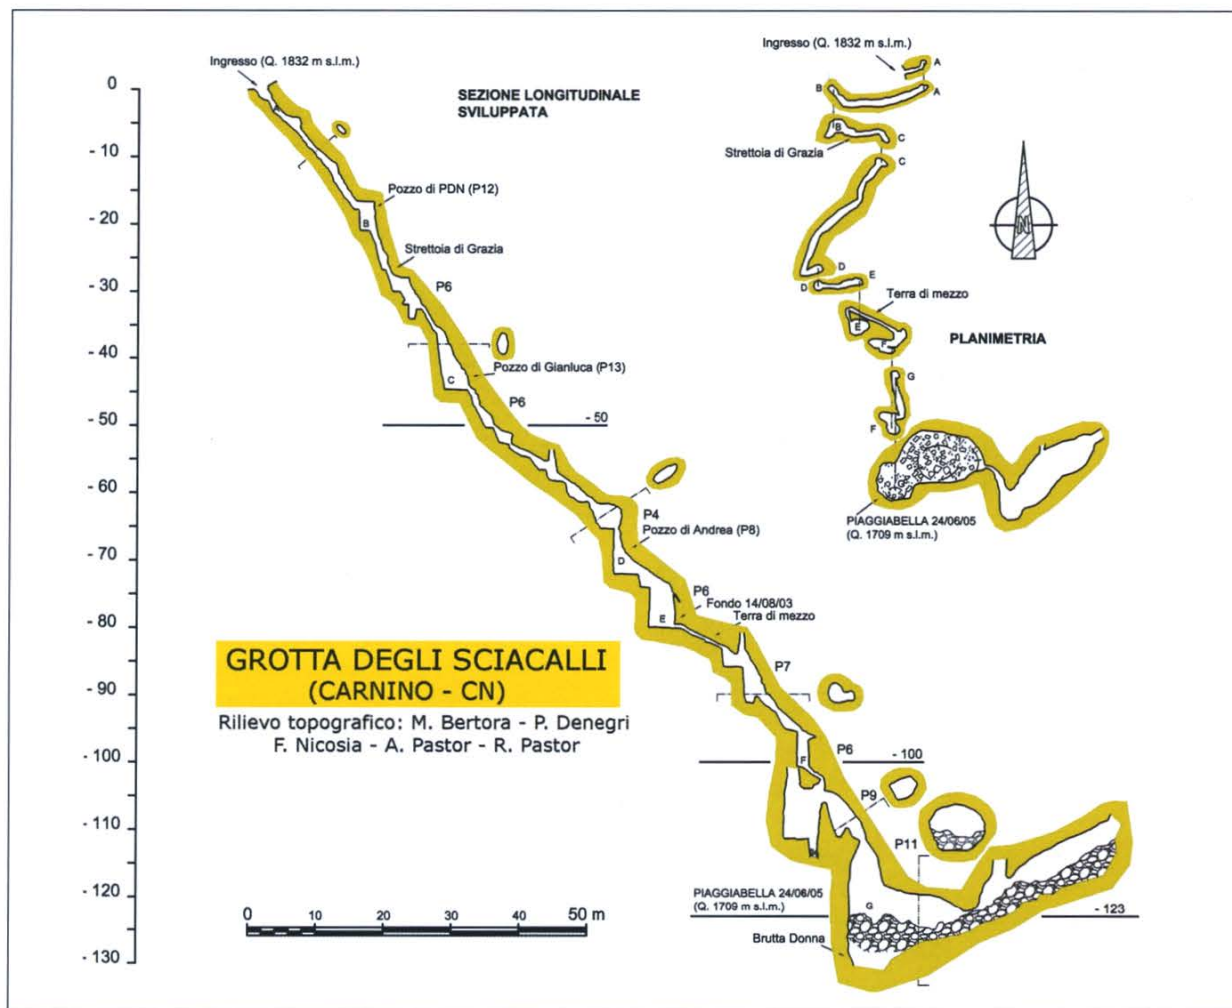 Ingresso (Q. 1832 m s.l.m.)
SEZIONE LONGITUDINALE
SVILUPPATA
0
- 10
- 20
- 30
- 40
- 50
- 60
- 70
- 80
- 90
- 100
- 110
- 120
- 130
A
Pozzo di PDN (P12)
B
Strettoia di Grazia
P6
Pozzo di Gianluca (P13)
C
P6
- 50
P4
Pozzo di Andrea (P8)
D
P6
Fondo 14/08/03
Terra di mezzo
E
P7
P6
F
- 100
P9
P11
PIAGGIABELLA 24/06/05
(Q. 1709 m s.l.m.)
G
- 123
Brutta Donna
GROTTA DEGLI SCIACALLI
(CARNINO - CN)
Rilievo topografico: M. Bertora - P. Denegri
F. Nicosia - A. Pastor - R. Pastor
0 10 20 30 40 50 m
Ingresso (Q. 1832 m s.l.m.)
A
B
A
B
C
Strettoia di Grazia
C
N
D
E
D
Terra di mezzo
E
F
PLANIMETRIA
G
F
PIAGGIABELLA 24/06/05
(Q. 1709 m s.l.m.)